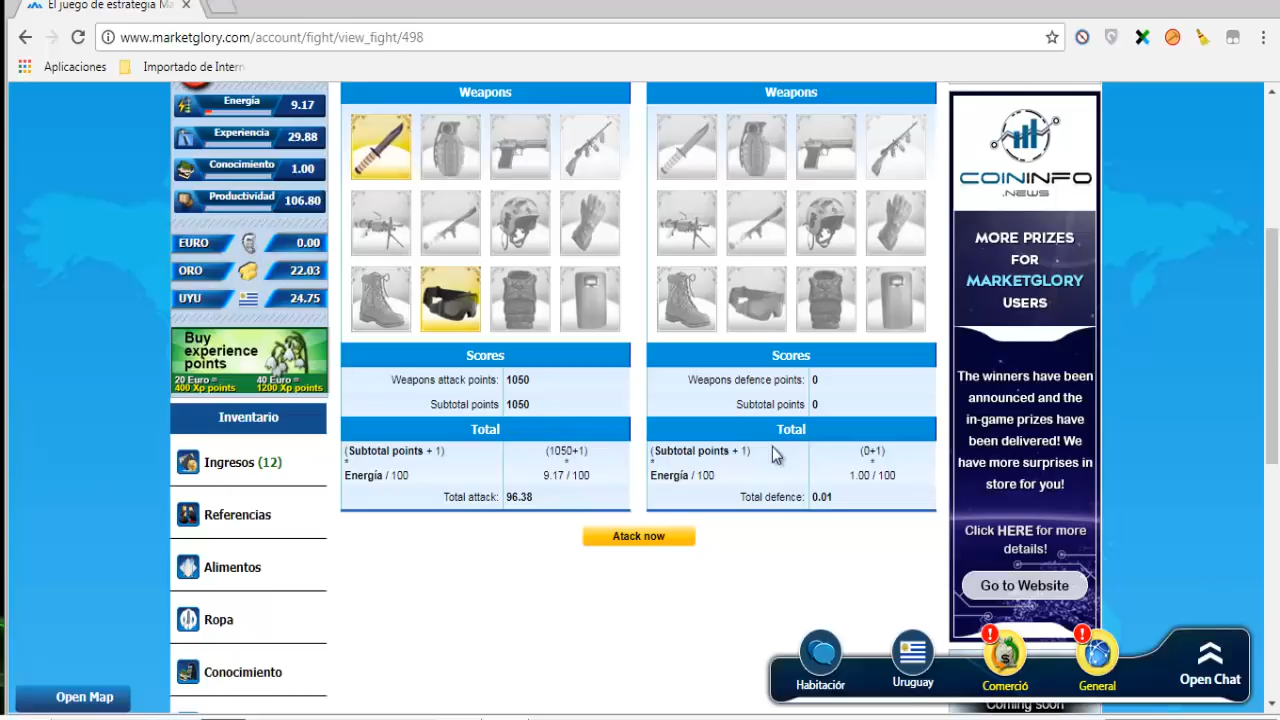 El juego de estrategia Ma
www.marketglory.com/account/fight/view_fight/498
Aplicaciones
Importado de Intern
Energía 9.17
Experiencia 29.88
Conocimiento 1.00
Productividad 106.80
EURO 0.00
ORO 22.03
UYU 24.75
Buy
experience
points
20 Euro = 40 Euro =
400 Xp points 1200 Xp points
Inventario
Ingresos (12)
Referencias
Alimentos
Ropa
Conocimiento
Open Map
Weapons
Scores
Weapons attack points: 1050
Subtotal points 1050
Total
(Subtotal points + 1) (1050+1)
* *
Energía / 100 9.17 / 100
Total attack: 96.38
Weapons
Scores
Weapons defence points: 0
Subtotal points 0
Total
(Subtotal points + 1) (0+1)
* *
Energía / 100 1.00 / 100
Total defence: 0.01
Atack now
COININFO
.NEWS
MORE PRIZES
FOR
MARKETGLORY
USERS
The winners have been
announced and the
in-game prizes have
been delivered! We
have more surprises in
store for you!
Click HERE for more
details!
Go to Website
Habitaciór
Uruguay
!
Comerció
!
General
Open Chat
Coming soon